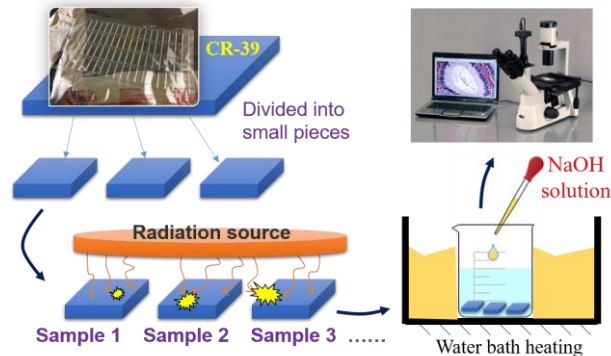 CR-39
Divided into
small pieces
Radiation source
Sample 1 Sample 2 Sample 3 ……
NaOH
solution
Water bath heating